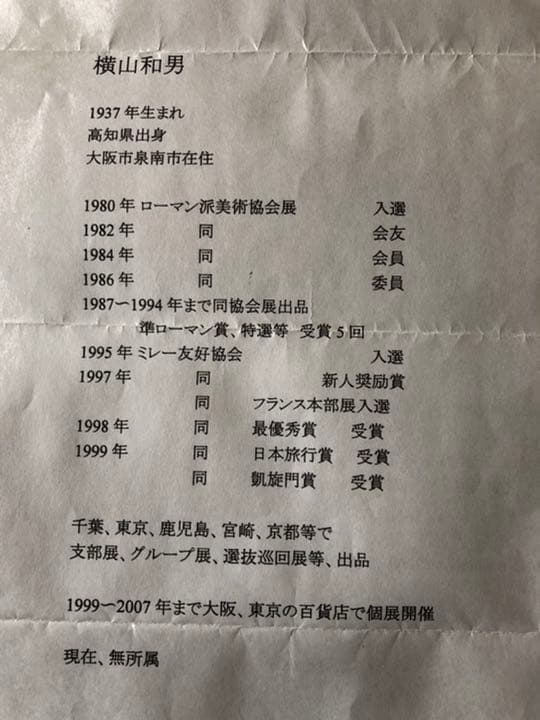 横山和男
1937年生まれ
高知県出身
大阪市泉南市在住
1980年 ローマン派美術協会展 入選
1982年 同 会友
1984年 同 会員
1986年 同 委員
1987〜1994年まで同協会展出品
準ローマン賞、特選等 受賞5回
1995年 ミレー友好協会 入選
1997年 同 新人奨励賞
同 フランス本部展入選
1998年 同 最優秀賞 受賞
1999年 同 日本旅行賞 受賞
同 凱旋門賞 受賞
千葉、東京、鹿児島、宮崎、京都等で
支部展、グループ展、選抜巡回展等、出品
1999〜2007年まで大阪、東京の百貨店で個展開催
現在、無所属